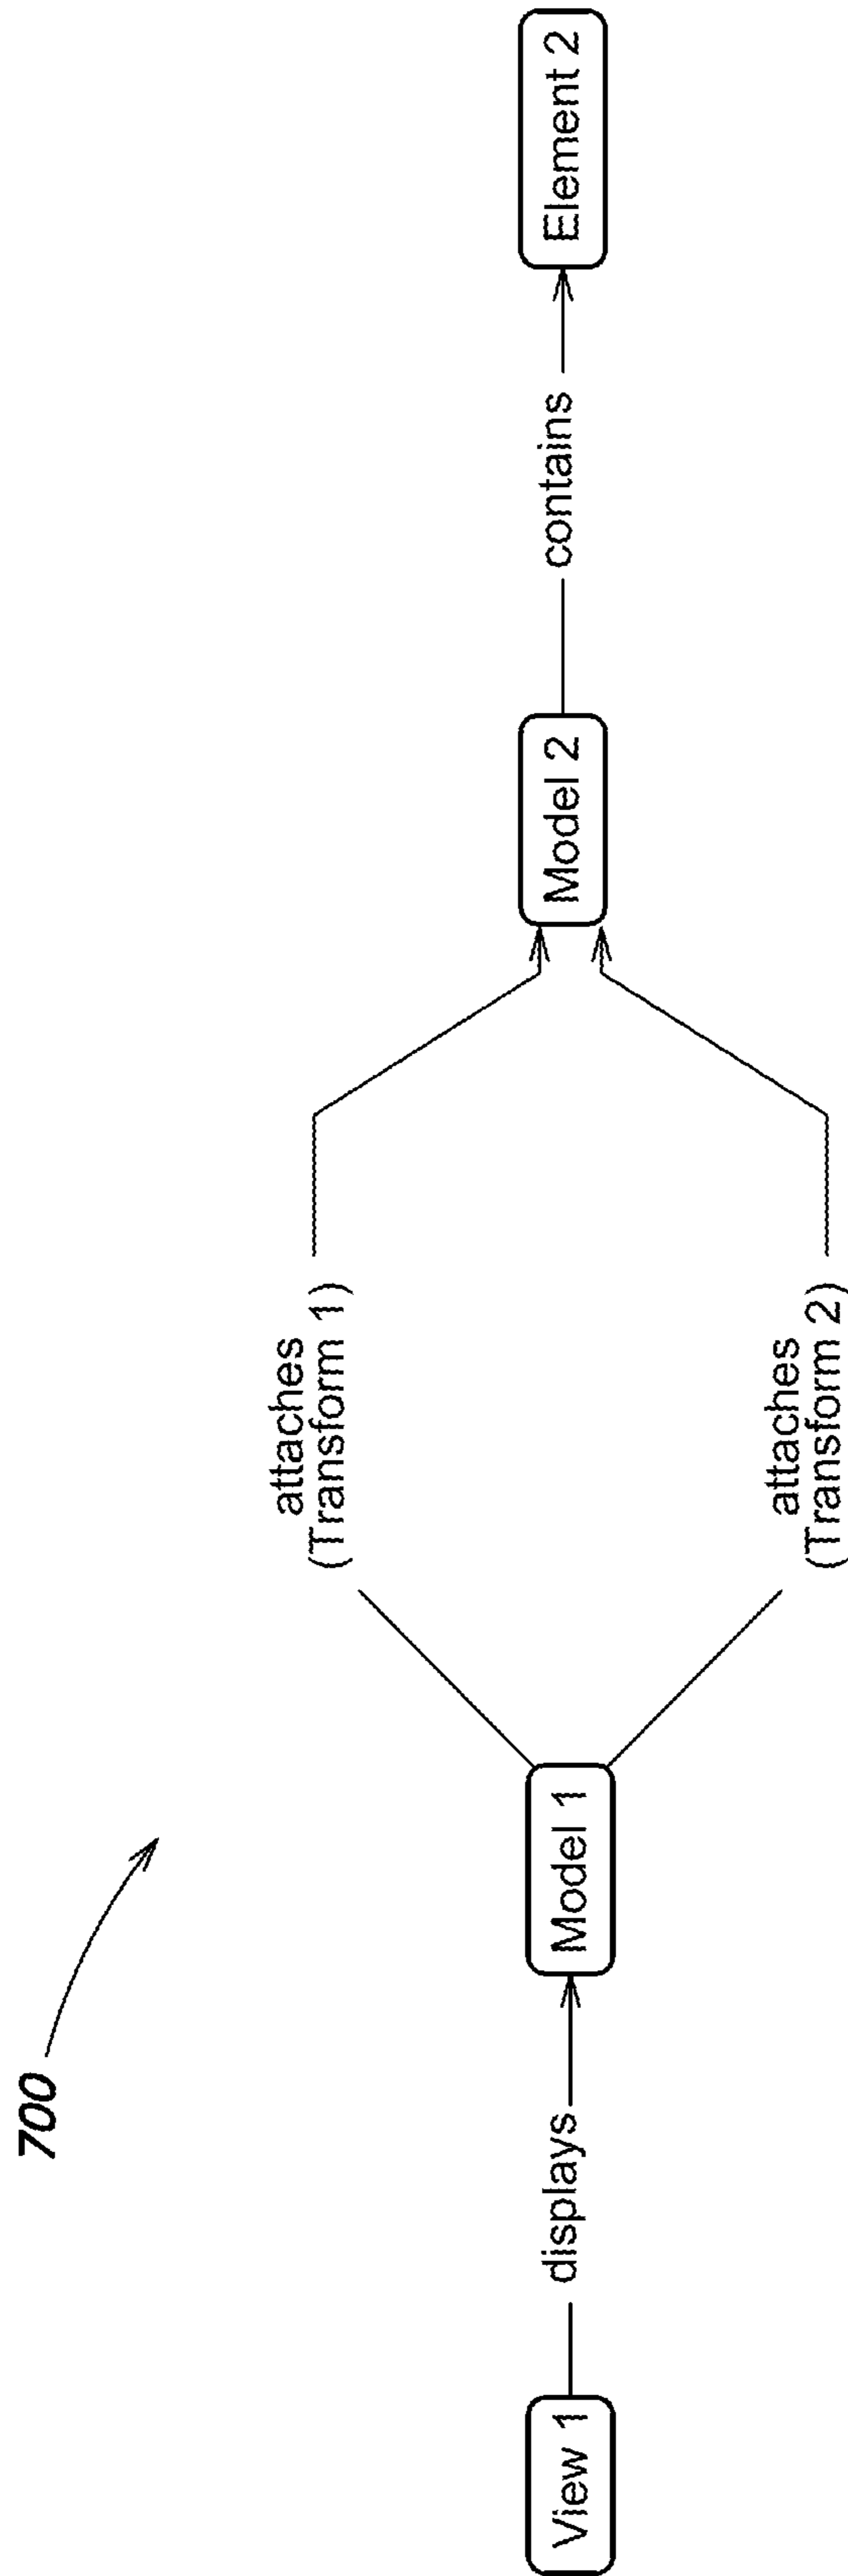 700
View 1
displays
Model 1
attaches
(Transform 1)
attaches
(Transform 2)
Model 2
contains
Element 2